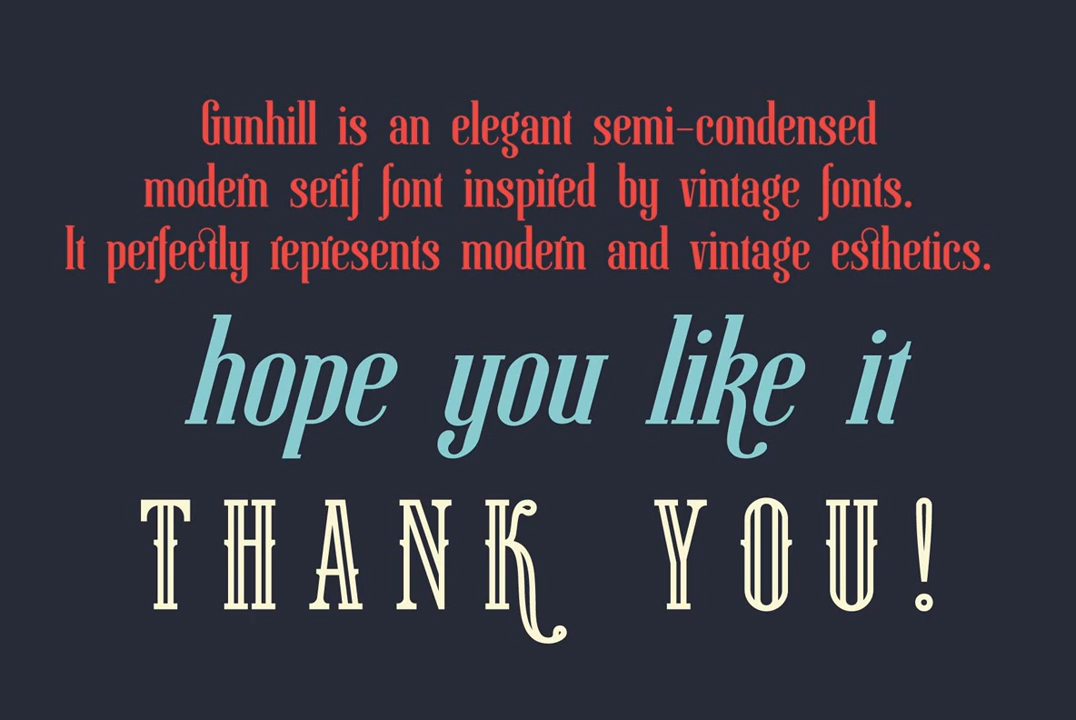 Gunhill is an elegant semi-condensed
modern serif font inspired by vintage fonts.
It perfectly represents modern and vintage esthetics.
hope you like it
THANK YOU!